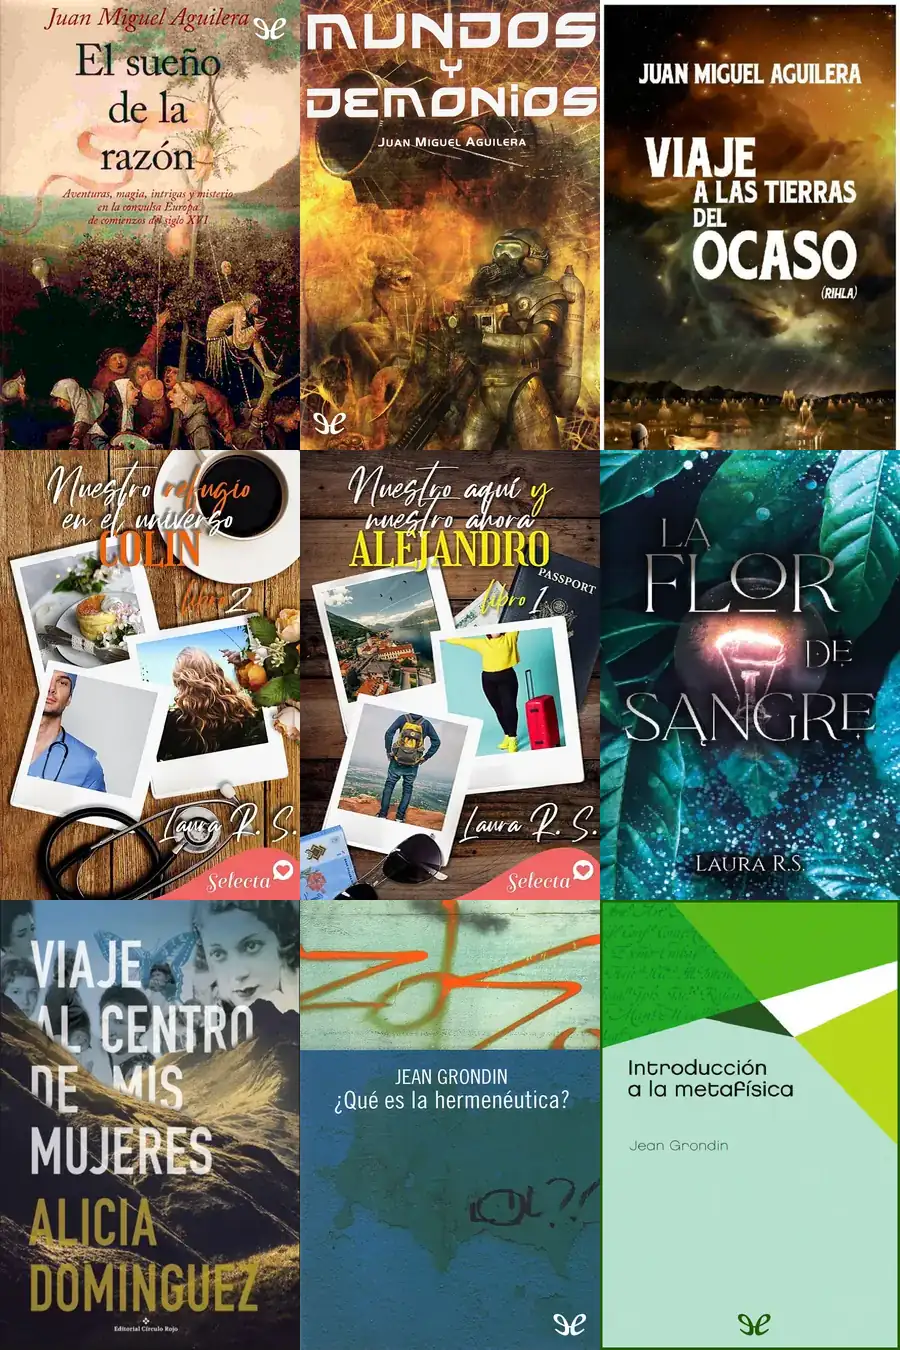 Juan Miguel Aguilera
El sueño
de la
razón
Aventuras, magia, intrigas y misterio
en la convulsa Europa
de comienzos del siglo XVI
MUNDOS
Y
DEMONIOS
JUAN MIGUEL AGUILERA
JUAN MIGUEL AGUILERA
VIAJE
A LAS TIERRAS
DEL
OCASO
(RIHLA)
Nuestro refugio
en el universo
COLIN
libro 2
Laura R. S.
Selecta
Nuestro aquí y
nuestro ahora
ALEJANDRO
libro 1
PASSPORT
Laura R. S.
Selecta
LA
FLOR
DE
SANGRE
LAURA R.S.
VIAJE
AL CENTRO
DE MIS
MUJERES
ALICIA
DOMINGUEZ
Editorial Círculo Rojo
JEAN GRONDIN
¿Qué es la hermenéutica?
LOL?!
Introducción
a la metafísica
Jean Grondin